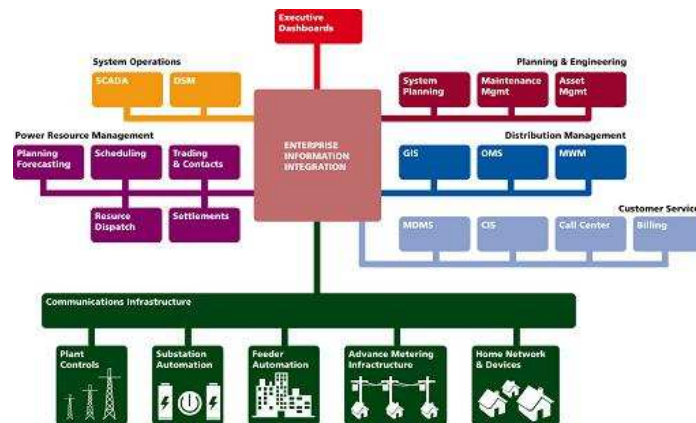 Executive
Dashboards
System Operations
SCADA
DSM
Planning & Engineering
System
Planning
Maintenance
Mgmt
Asset
Mgmt
ENTERPRISE
INFORMATION
INTEGRATION
Power Resource Management
Planning
Forecasting
Scheduling
Trading
& Contacts
Resurce
Dispatch
Settlements
Distribution Management
GIS
OMS
MWM
Customer Service
MDMS
CIS
Call Center
Billing
Communications Infrastructure
Plant
Controls
Substation
Automation
Feeder
Automation
Advance Metering
Infractructure
Home Network
& Devices